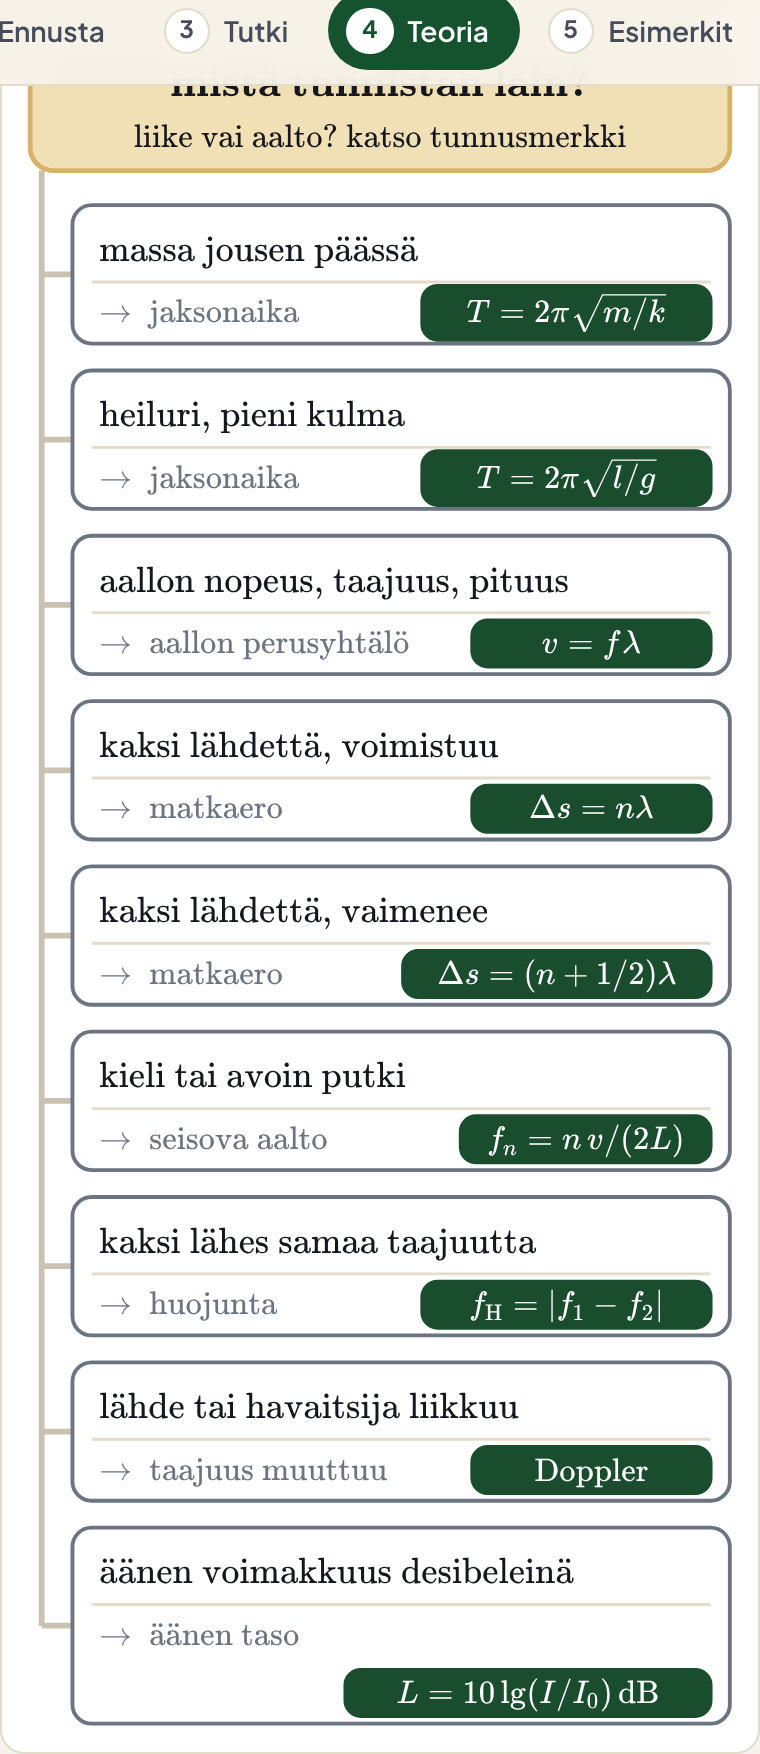 Ennusta 3 Tutki 4 Teoria 5 Esimerkit
mistä tunnistan lain?
liike vai aalto? katso tunnusmerkki
massa jousen päässä
→ jaksonaika T = 2π√(m/k)
heiluri, pieni kulma
→ jaksonaika T = 2π√(l/g)
aallon nopeus, taajuus, pituus
→ aallon perusyhtälö v = fλ
kaksi lähdettä, voimistuu
→ matkaero Δs = nλ
kaksi lähdettä, vaimenee
→ matkaero Δs = (n + 1/2)λ
kieli tai avoin putki
→ seisova aalto fₙ = n v/(2L)
kaksi lähes samaa taajuutta
→ huojunta f_H = |f₁ − f₂|
lähde tai havaitsija liikkuu
→ taajuus muuttuu Doppler
äänen voimakkuus desibeleinä
→ äänen taso
L = 10 lg(I/I₀) dB